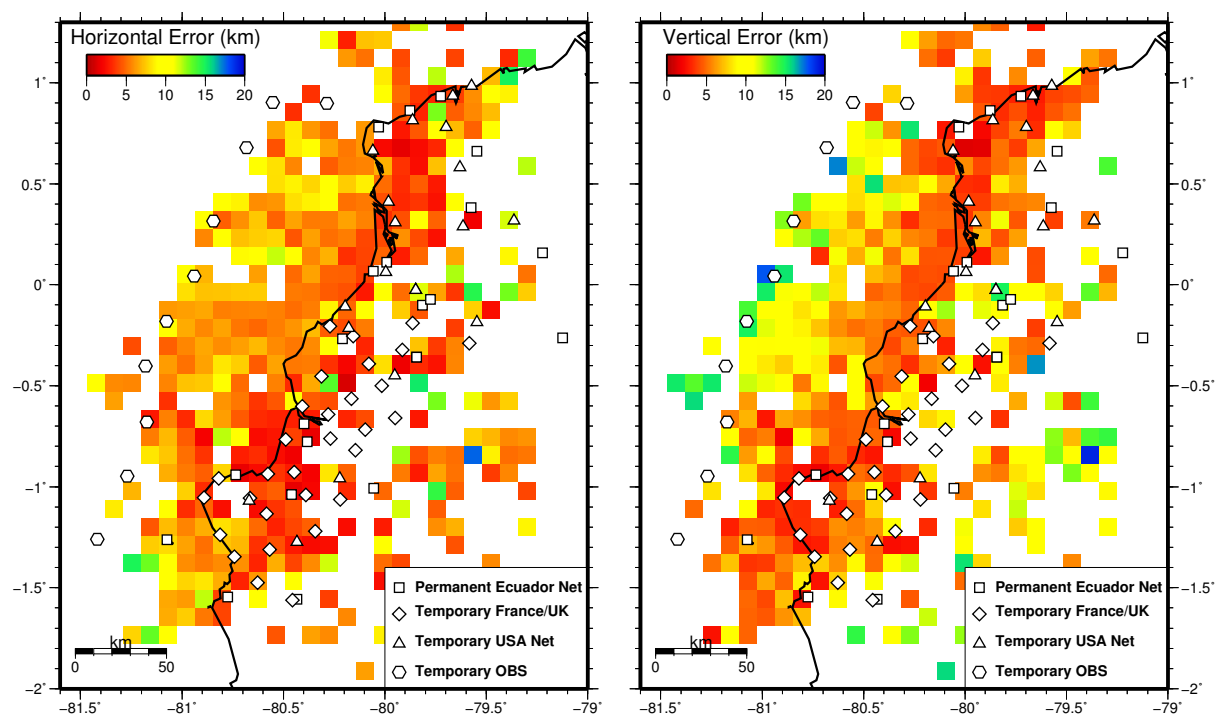 Horizontal Error (km)
0 5 10 15 20
1˚
0.5˚
0˚
−0.5˚
−1˚
−1.5˚
−2˚
km
0 50
Permanent Ecuador Net
Temporary France/UK
Temporary USA Net
Temporary OBS
−81.5˚ −81˚ −80.5˚ −80˚ −79.5˚ −79˚
Vertical Error (km)
0 5 10 15 20
1˚
0.5˚
0˚
−0.5˚
−1˚
−1.5˚
−2˚
km
0 50
Permanent Ecuador Net
Temporary France/UK
Temporary USA Net
Temporary OBS
−81.5˚ −81˚ −80.5˚ −80˚ −79.5˚ −79˚